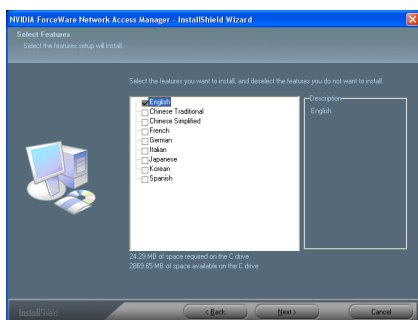 NVIDIA ForceWare Network Access Manager - InstallShield Wizard
Select Features
Select the features setup will install.
Select the features you want to install, and deselect the features you do not want to install.
English
Chinese Traditional
Chinese Simplified
French
German
Italian
Japanese
Korean
Spanish
Description
English
24.29 MB of space required on the C drive
2869.65 MB of space available on the C drive
InstallShield
< Back
Next >
Cancel